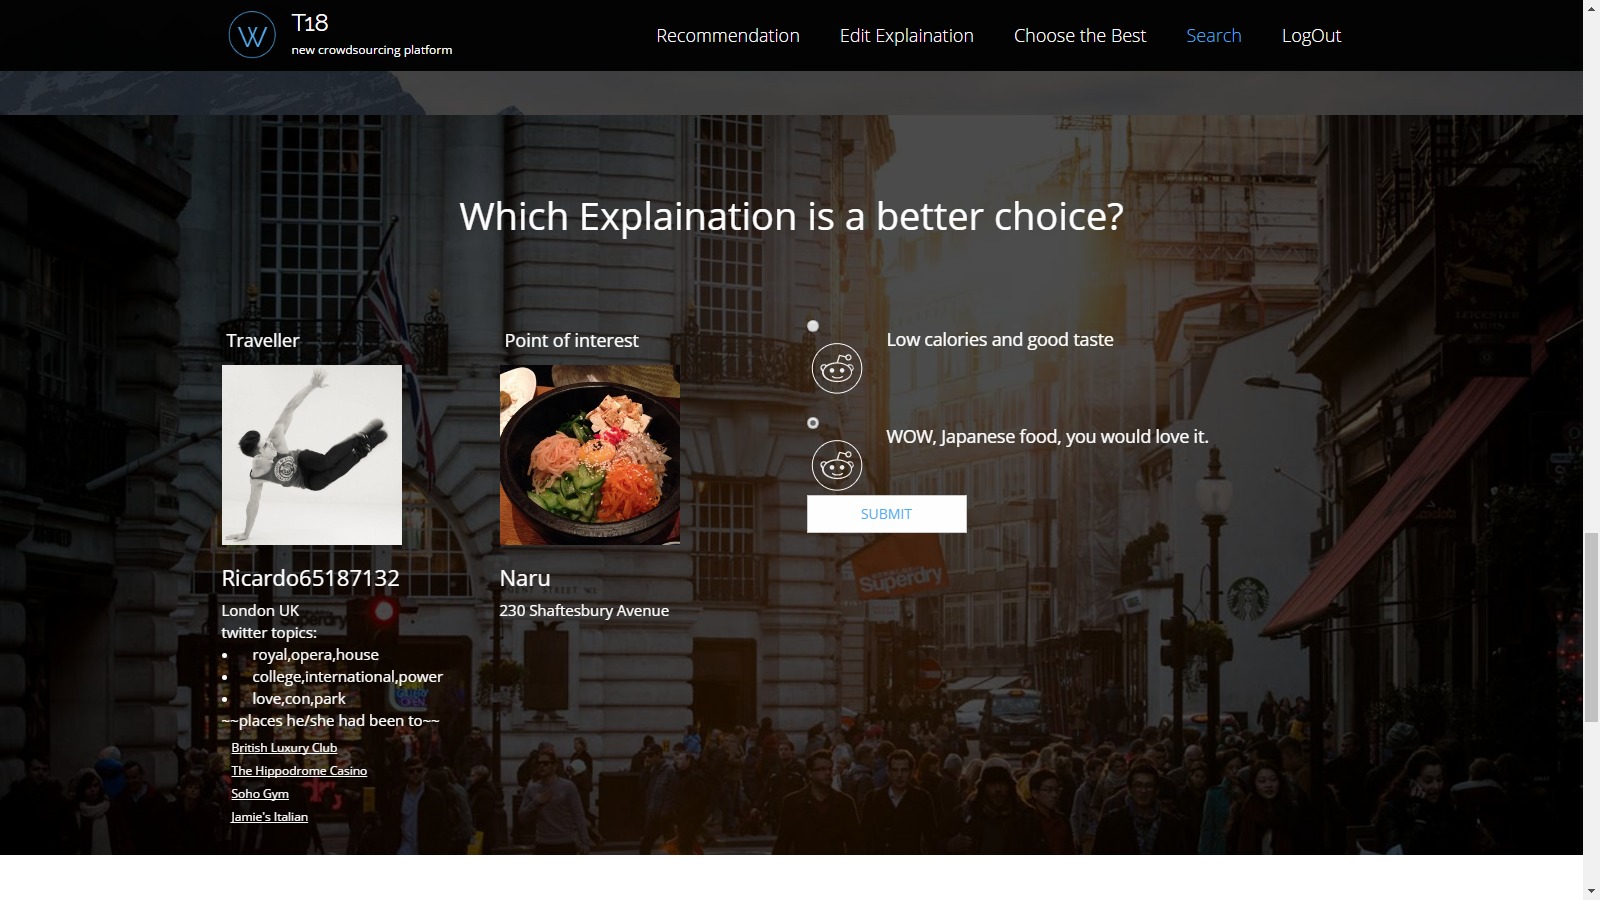 T18
new crowdsourcing platform
Recommendation
Edit Explaination
Choose the Best
Search
LogOut
Which Explaination is a better choice?
Traveller
Point of interest
Low calories and good taste
WOW, Japanese food, you would love it.
SUBMIT
Superdry
Ricardo65187132
London UK
twitter topics:
• royal,opera,house
• college,international,power
• love,con,park
~~places he/she had been to~~
British Luxury Club
The Hippodrome Casino
Soho Gym
Jamie's Italian
Naru
230 Shaftesbury Avenue